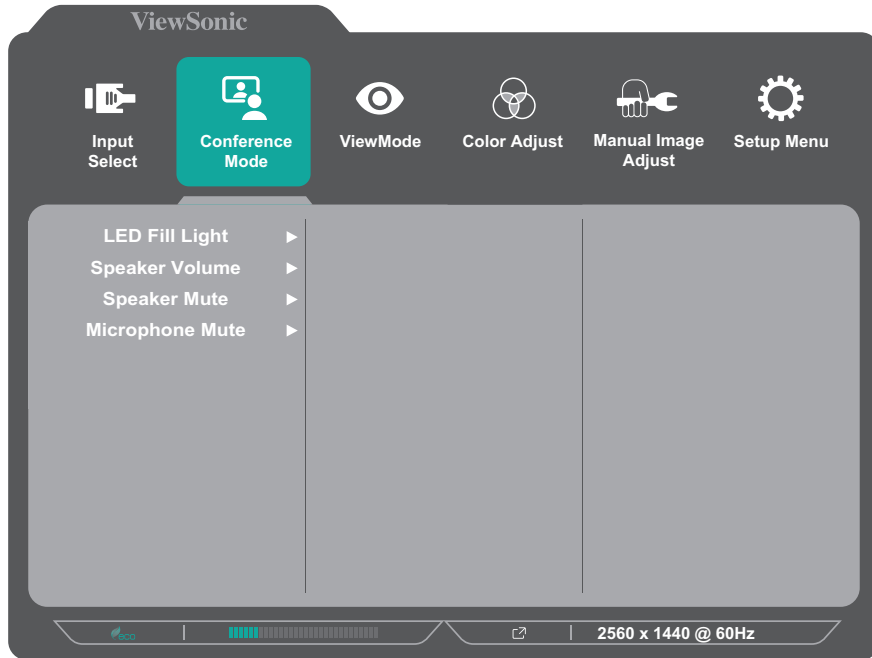 ViewSonic
Input
Select
Conference
Mode
ViewMode
Color Adjust
Manual Image
Adjust
Setup Menu
LED Fill Light
Speaker Volume
Speaker Mute
Microphone Mute
eco
2560 x 1440 @ 60Hz